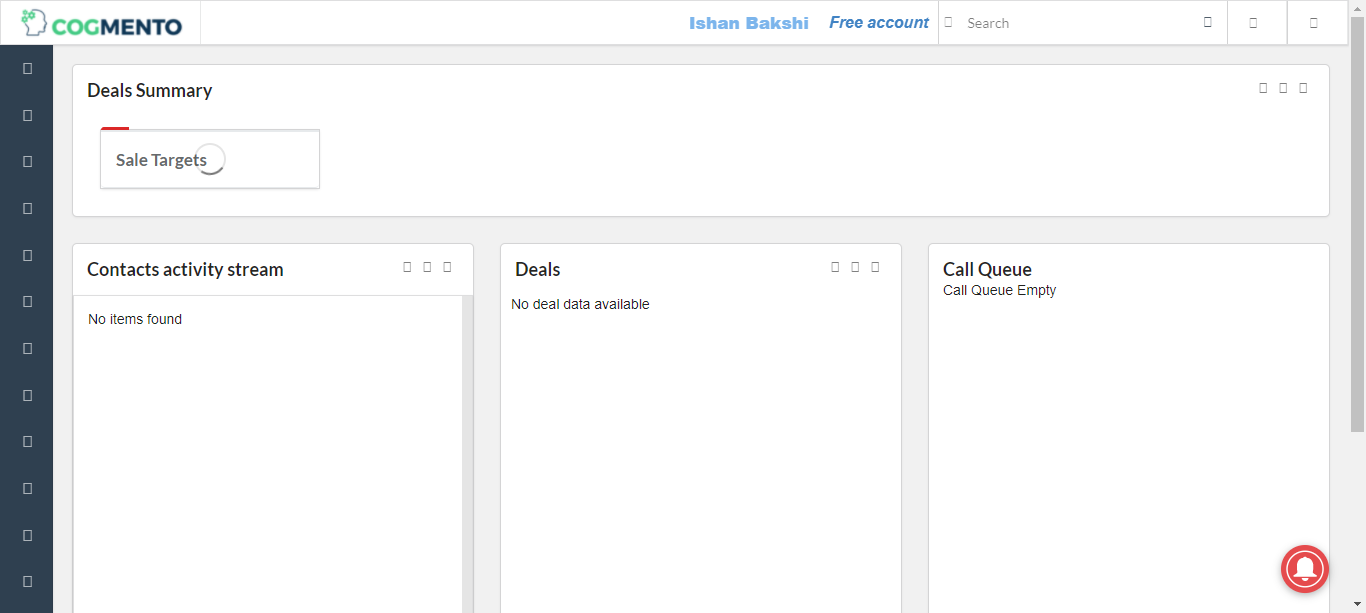 COGMENTO
Ishan Bakshi
Free account
Search
Deals Summary
Sale Targets
Contacts activity stream
No items found
Deals
No deal data available
Call Queue
Call Queue Empty